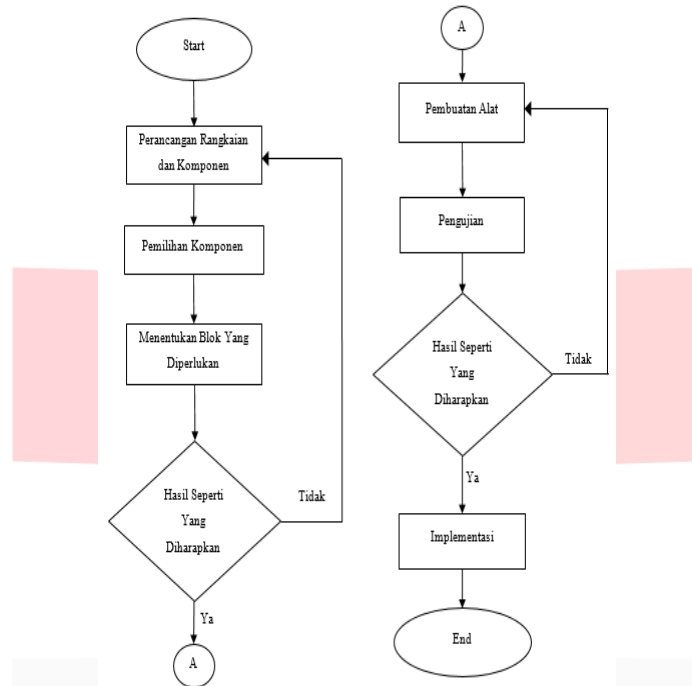 Start
Perancangan Rangkaian
dan Komponen
Pemilihan Komponen
Menentukan Blok Yang
Diperlukan
Hasil Seperti
Yang
Diharapkan
Tidak
Ya
A
A
Pembuatan Alat
Pengujian
Hasil Seperti
Yang
Diharapkan
Tidak
Ya
Implementasi
End